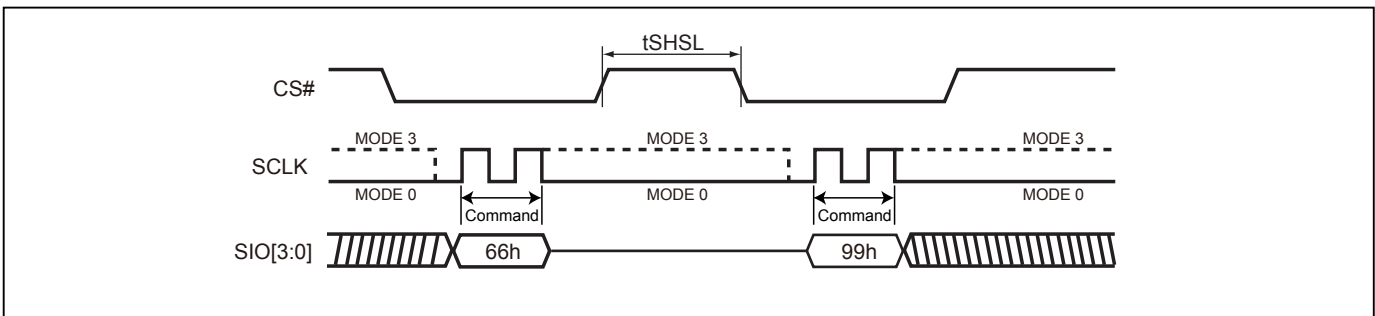 tSHSL
CS#
MODE 3 MODE 3 MODE 3
SCLK
MODE 0 MODE 0 MODE 0
Command Command
SIO[3:0] 66h 99h